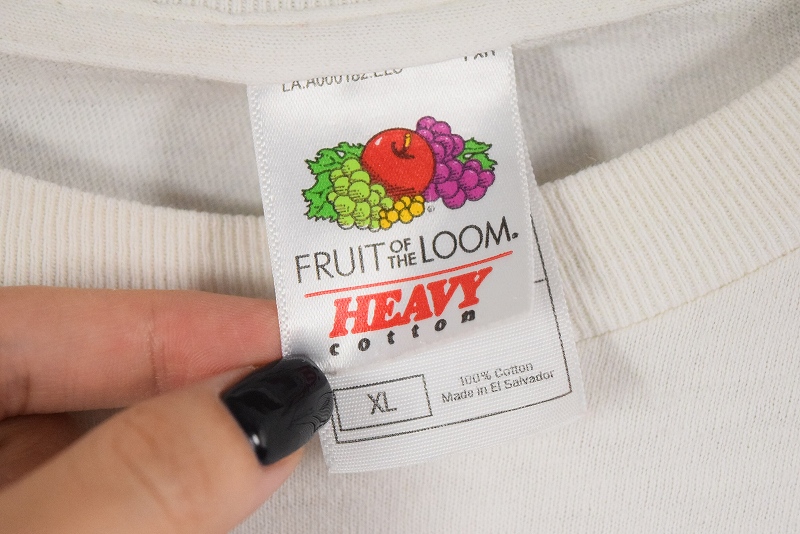 FRUIT OF THE LOOM.
HEAVY
cotton
XL
100% Cotton
Made in El Salvador